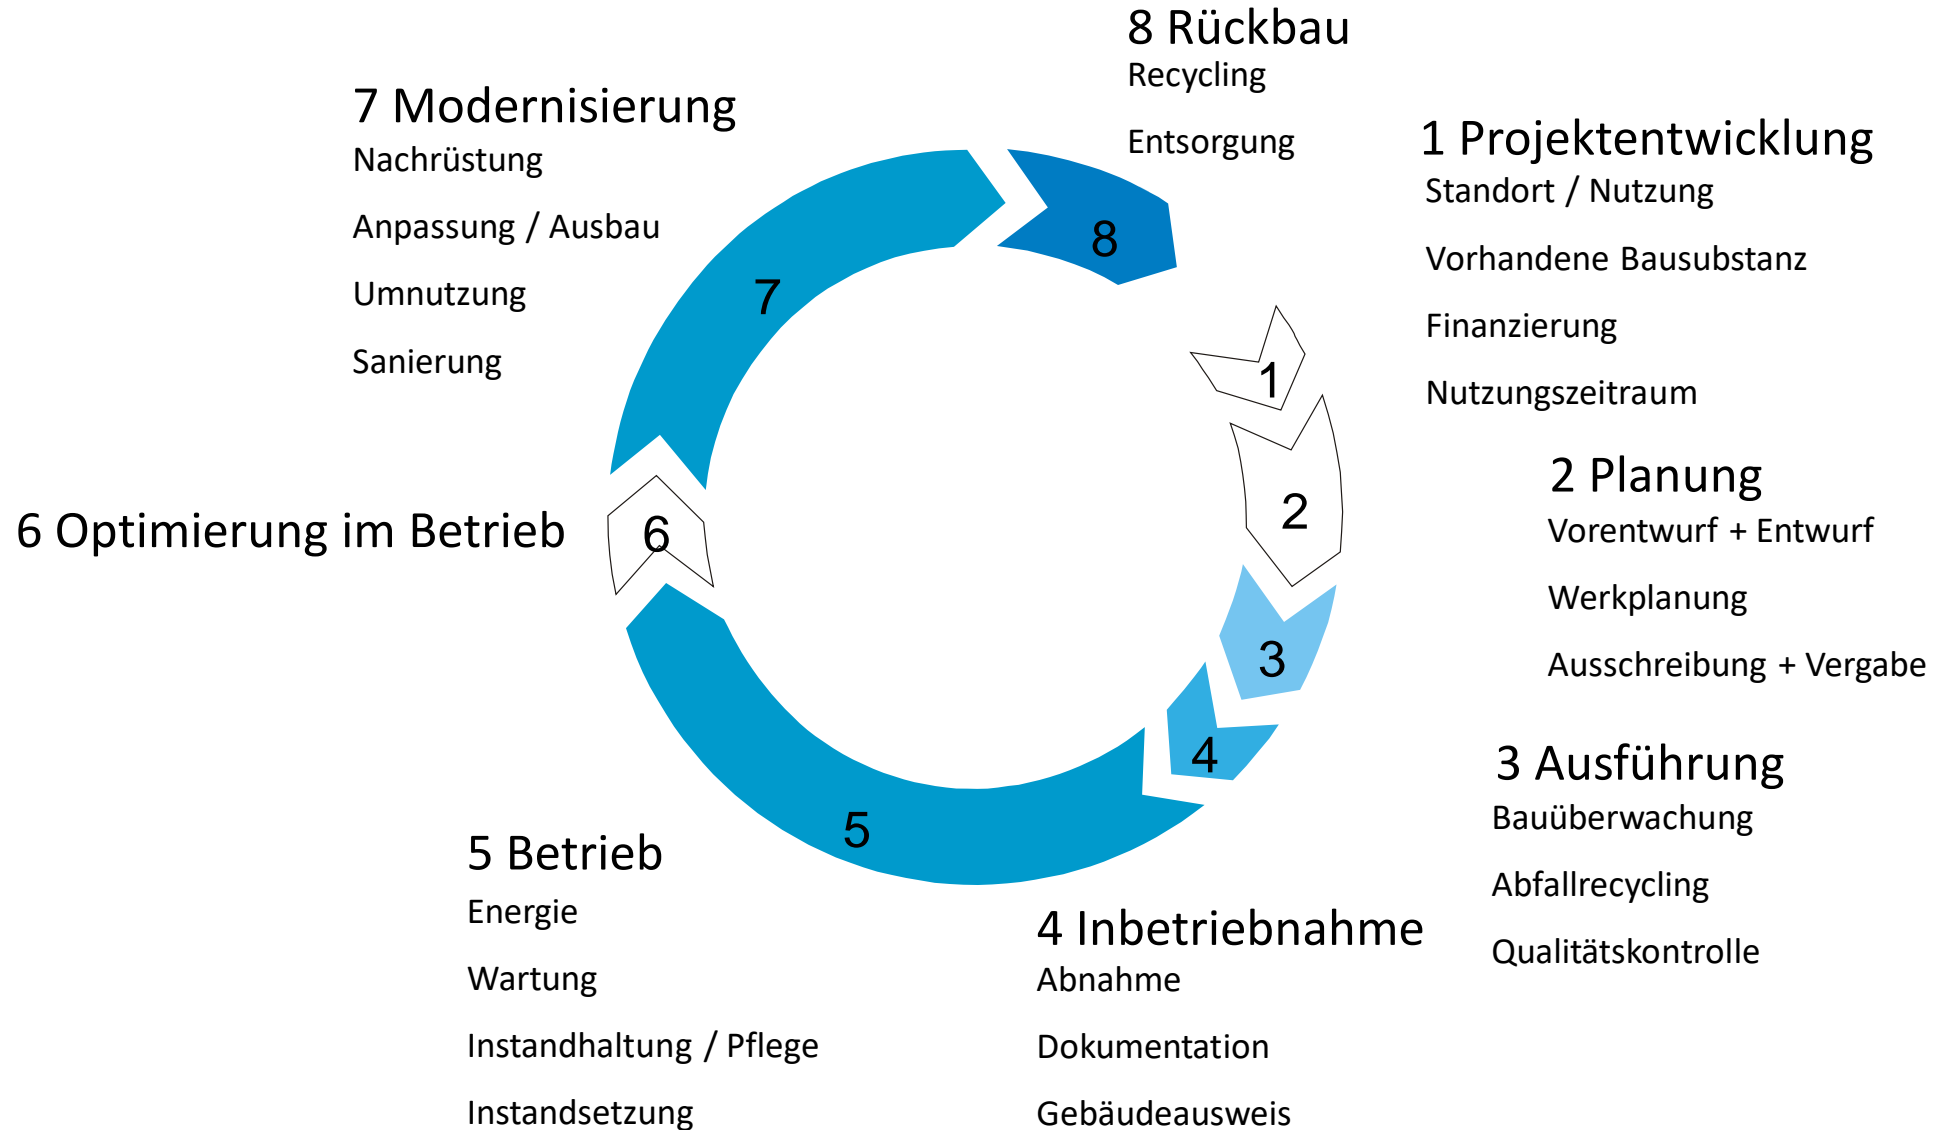 8 Rückbau
Recycling
Entsorgung
1 Projektentwicklung
Standort / Nutzung
Vorhandene Bausubstanz
Finanzierung
Nutzungszeitraum
2 Planung
Vorentwurf + Entwurf
Werkplanung
Ausschreibung + Vergabe
3 Ausführung
Bauüberwachung
Abfallrecycling
Qualitätskontrolle
4 Inbetriebnahme
Abnahme
Dokumentation
Gebäudeausweis
5 Betrieb
Energie
Wartung
Instandhaltung / Pflege
Instandsetzung
6 Optimierung im Betrieb
7 Modernisierung
Nachrüstung
Anpassung / Ausbau
Umnutzung
Sanierung
8
1
2
3
4
5
6
7